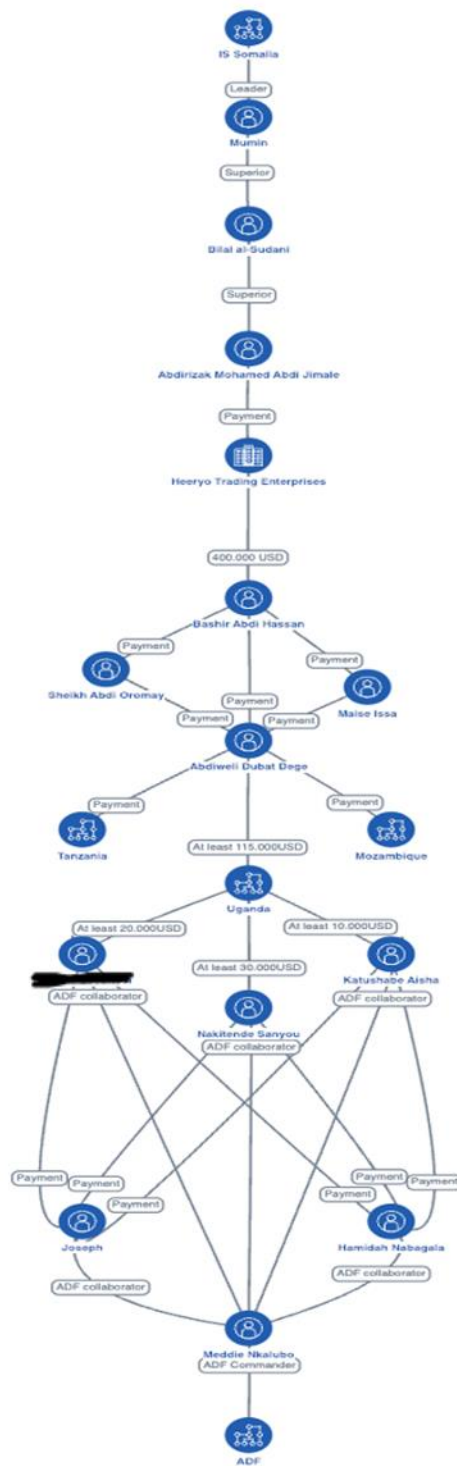 IS Somalia
Leader
Mumin
Superior
Bilal al-Sudani
Superior
Abdirizak Mohamed Abdi Jimale
Payment
Heeryo Trading Enterprises
400.000 USD
Bashir Abdi Hassan
Payment
Payment
Sheikh Abdi Oromay
Maise Issa
Payment
Payment
Payment
Abdiweli Dubat Dege
Payment
Payment
Tanzania
Mozambique
At least 115.000USD
Uganda
At least 20.000USD
At least 10.000USD
At least 30.000USD
Katushabe Aisha
ADF collaborator
ADF collaborator
Nakitende Sanyou
ADF collaborator
Payment
Payment
Payment
Payment
Payment
Payment
Joseph
Hamidah Nabagala
ADF collaborator
ADF collaborator
Meddie Nkalubo
ADF Commander
ADF